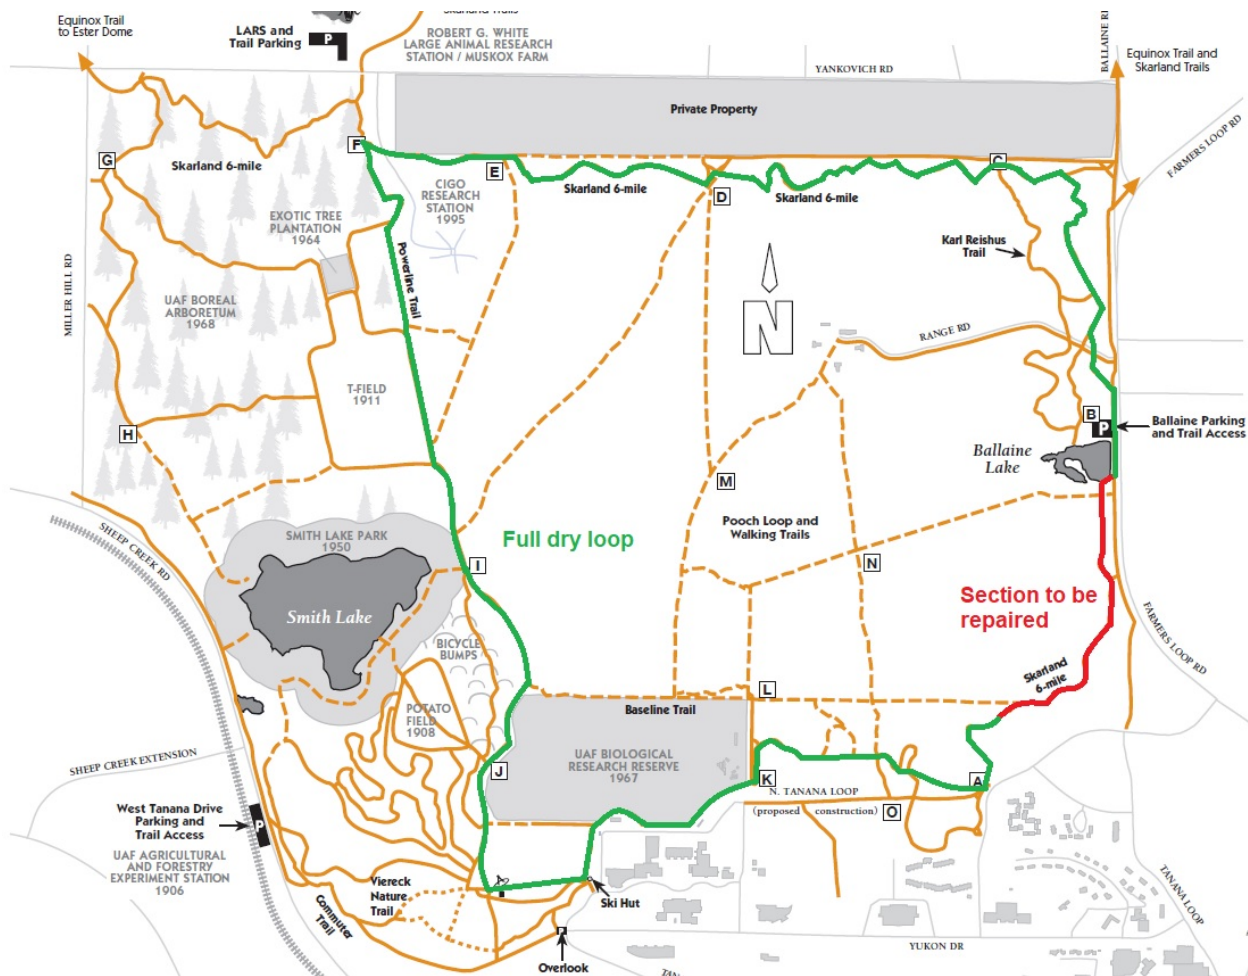 Equinox Trail
to Ester Dome
LARS and
Trail Parking
P
Skarland Trails
ROBERT G. WHITE
LARGE ANIMAL RESEARCH
STATION / MUSKOX FARM
YANKOVICH RD
BALLAINE RD
Equinox Trail and
Skarland Trails
FARMERS LOOP RD
Private Property
F
G
Skarland 6-mile
E
CIGO
RESEARCH
STATION
1995
Skarland 6-mile
D
Skarland 6-mile
C
EXOTIC TREE
PLANTATION
1964
Powerline Trail
Karl Reishus
Trail
MILLER HILL RD
UAF BOREAL
ARBORETUM
1968
N
RANGE RD
T-FIELD
1911
H
B
P
Ballaine Parking
and Trail Access
Ballaine
Lake
M
Pooch Loop and
Walking Trails
SHEEP CREEK RD
SMITH LAKE PARK
1950
Full dry loop
I
N
Section to be
repaired
Smith Lake
FARMERS LOOP RD
BICYCLE
BUMPS
Skarland
6-mile
L
POTATO
FIELD
1908
Baseline Trail
UAF BIOLOGICAL
RESEARCH RESERVE
1967
SHEEP CREEK EXTENSION
J
K
A
N. TANANA LOOP
(proposed construction)
O
West Tanana Drive
Parking and
Trail Access
P
UAF AGRICULTURAL
AND FORESTRY
EXPERIMENT STATION
1906
Viereck
Nature
Trail
Ski Hut
Commuter
Trail
TANANA LOOP
YUKON DR
Overlook